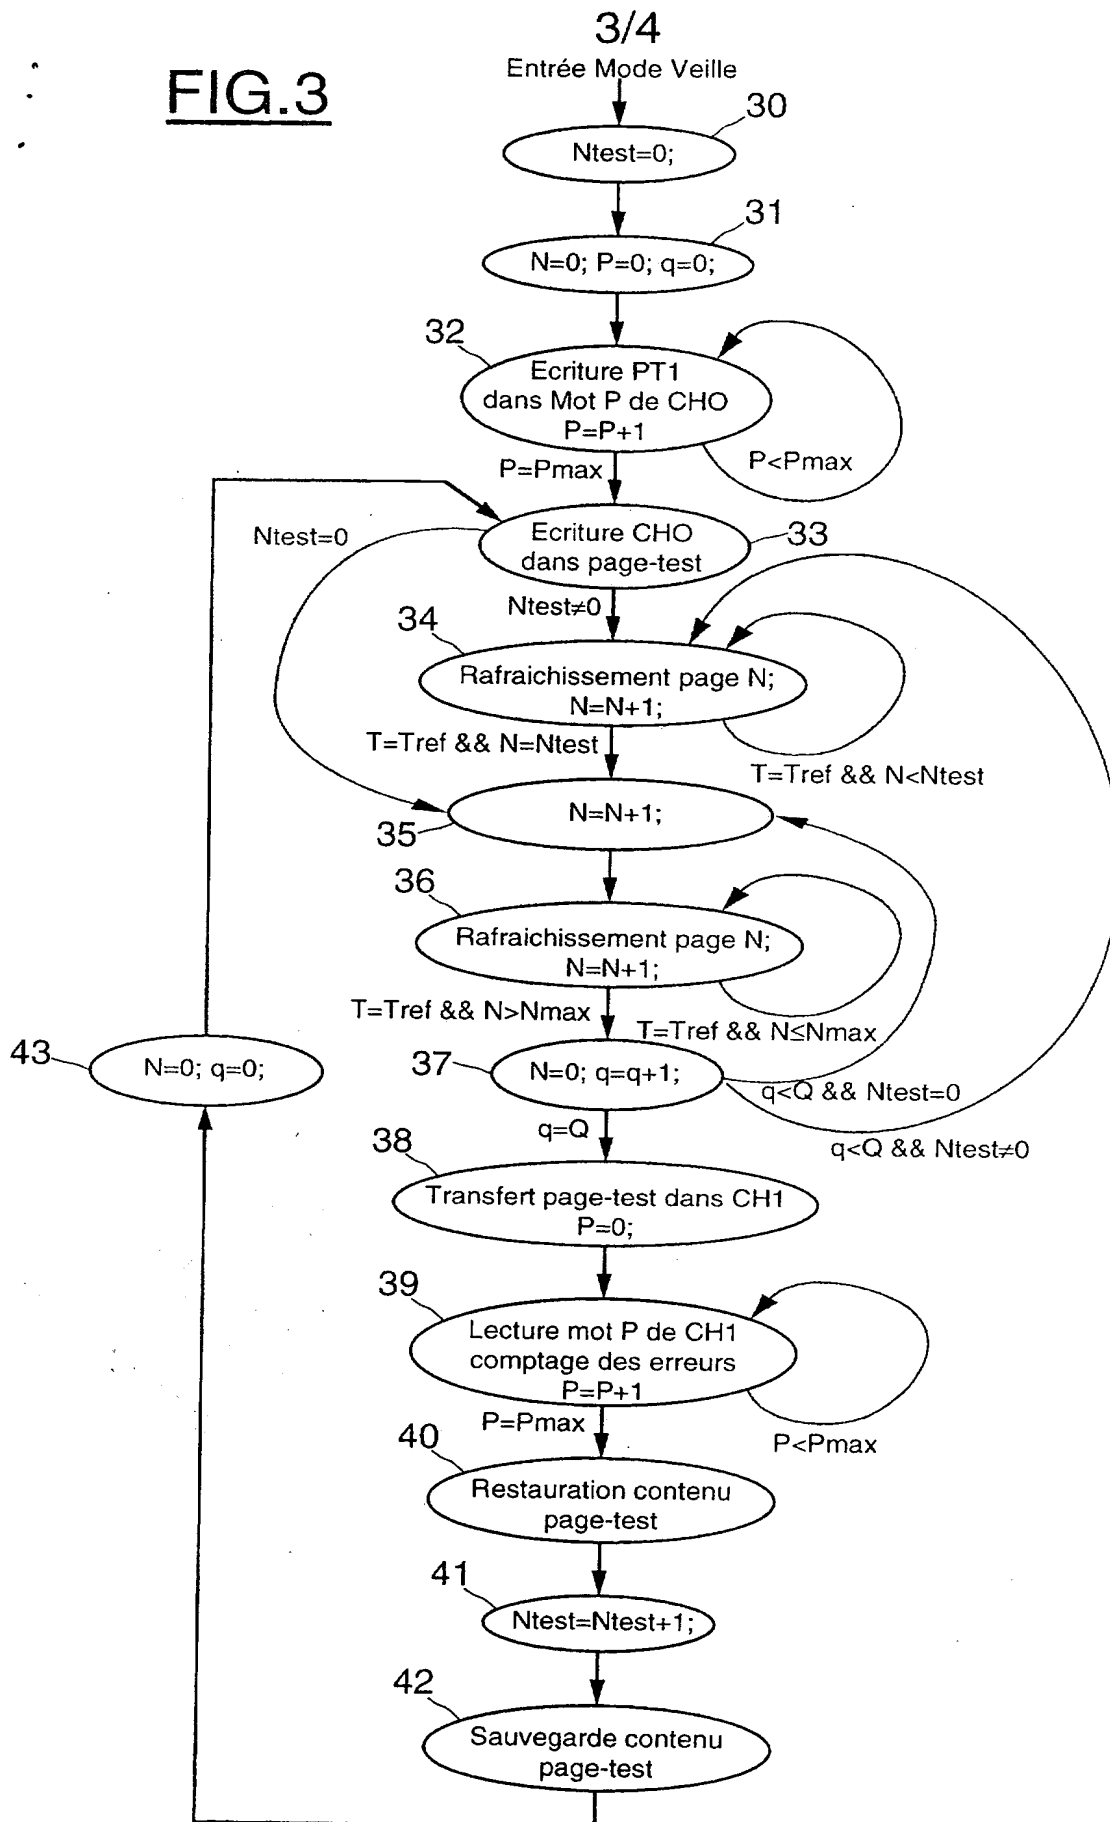 3/4
Entrée Mode Veille
FIG.3
30
Ntest=0;
31
N=0; P=0; q=0;
32
Ecriture PT1
dans Mot P de CHO
P=P+1
P<Pmax
P=Pmax
Ntest=0
Ecriture CHO
dans page-test
33
Ntest≠0
34
Rafraichissement page N;
N=N+1;
T=Tref && N=Ntest
T=Tref && N<Ntest
N=N+1;
35
36
Rafraichissement page N;
N=N+1;
T=Tref && N>Nmax
T=Tref && N≤Nmax
43
N=0; q=0;
37
N=0; q=q+1;
q<Q && Ntest=0
q=Q
q<Q && Ntest≠0
38
Transfert page-test dans CH1
P=0;
39
Lecture mot P de CH1
comptage des erreurs
P=P+1
P=Pmax
P<Pmax
40
Restauration contenu
page-test
41
Ntest=Ntest+1;
42
Sauvegarde contenu
page-test